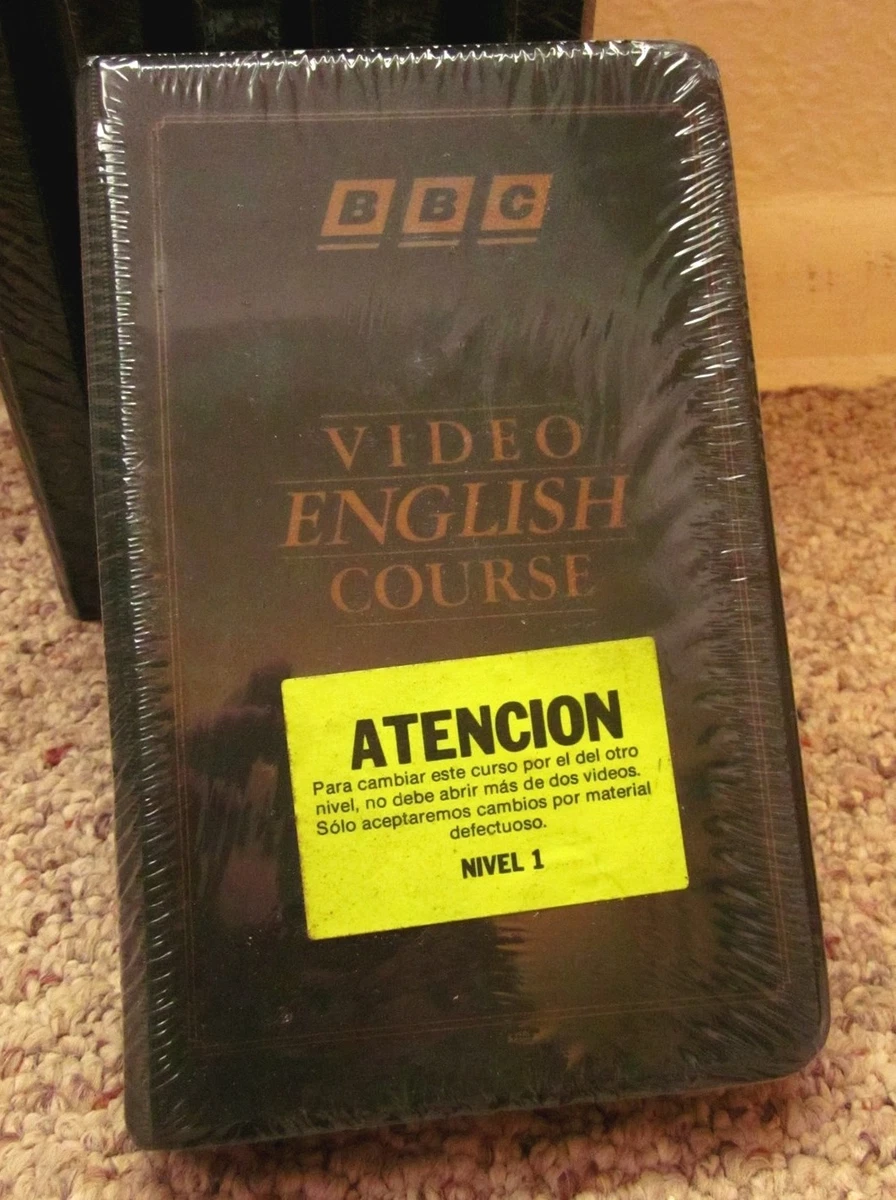 BBC
VIDEO
ENGLISH
COURSE
ATENCION
Para cambiar este curso por el del otro
nivel, no debe abrir más de dos videos.
Sólo aceptaremos cambios por material
defectuoso.
NIVEL 1